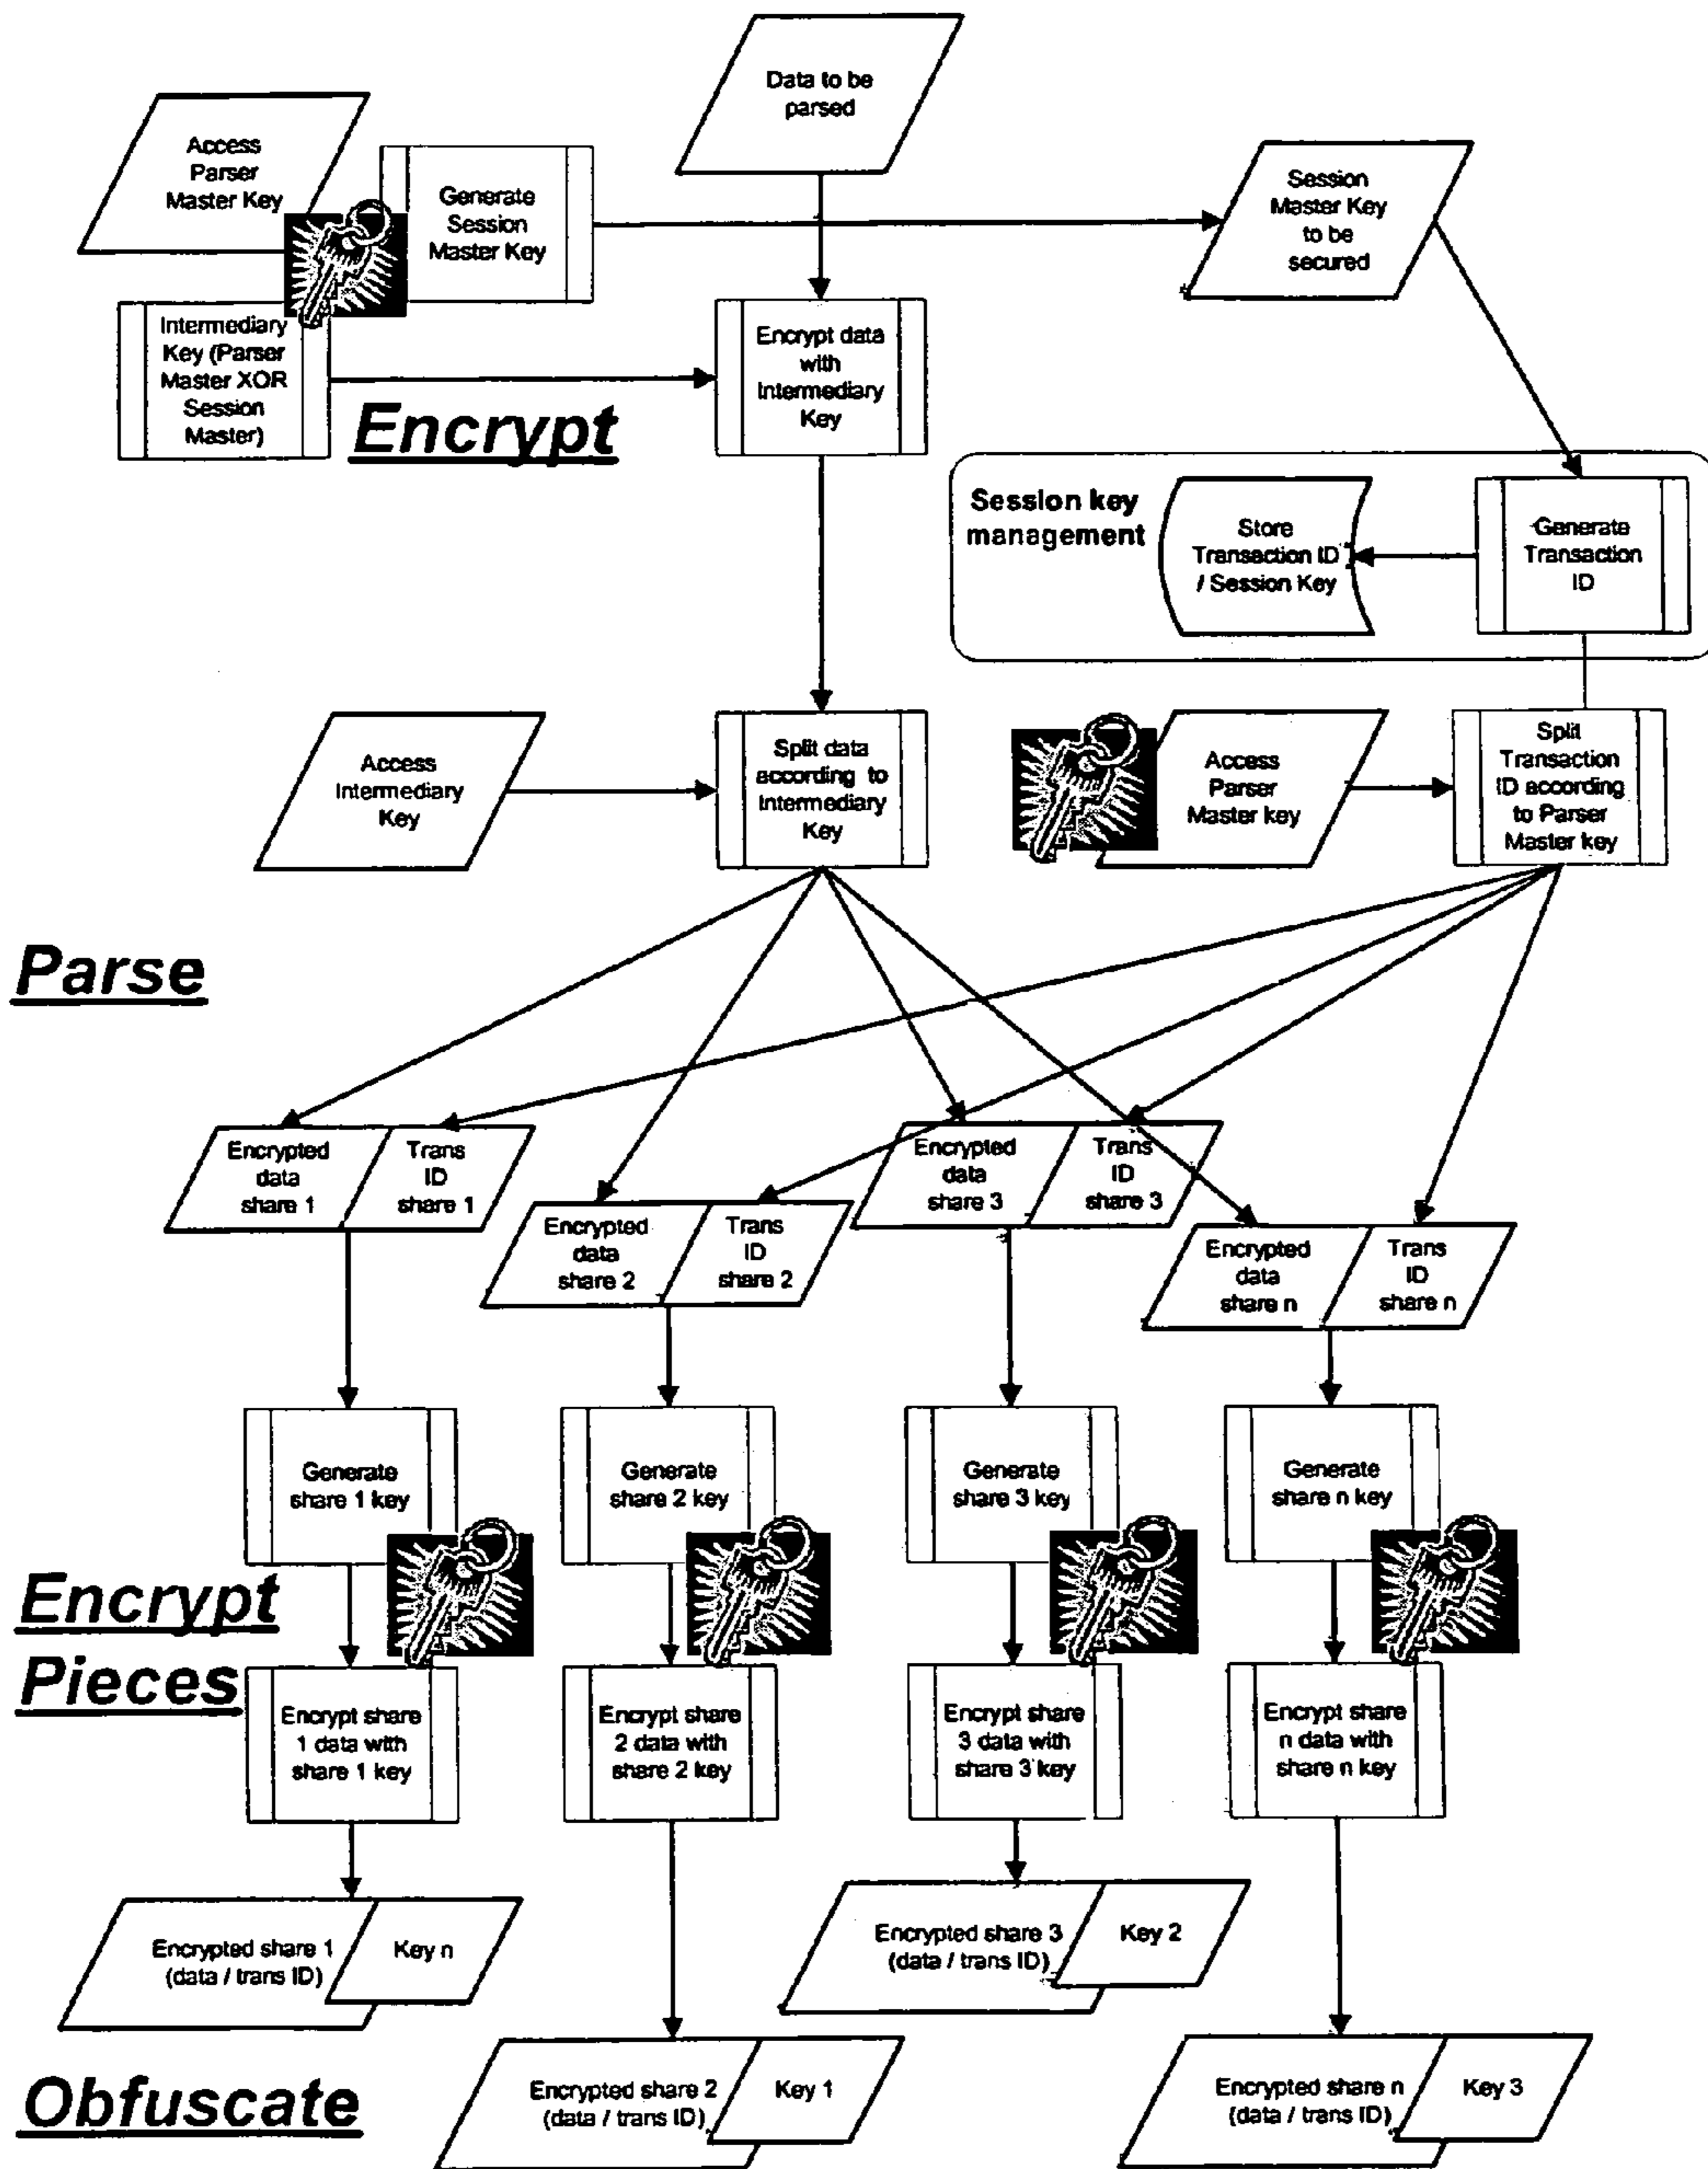 Data to be
parsed
Access
Parser
Master Key
Generate
Session
Master Key
Session
Master Key
to be
secured
Intermediary
Key (Parser
Master XOR
Session
Master)
Encrypt data
with
Intermediary
Key
Encrypt
Session key
management
Store
Transaction ID
/ Session Key
Generate
Transaction
ID
Access
Intermediary
Key
Split data
according to
Intermediary
Key
Access
Parser
Master key
Split
Transaction
ID according
to Parser
Master key
Parse
Encrypted
data
share 1
Trans
ID
share 1
Encrypted
data
share 2
Trans
ID
share 2
Encrypted
data
share 3
Trans
ID
share 3
Encrypted
data
share n
Trans
ID
share n
Generate
share 1 key
Generate
share 2 key
Generate
share 3 key
Generate
share n key
Encrypt
Pieces
Encrypt share
1 data with
share 1 key
Encrypt share
2 data with
share 2 key
Encrypt share
3 data with
share 3 key
Encrypt share
n data with
share n key
Encrypted share 1
(data / trans ID)
Key n
Encrypted share 3
(data / trans ID)
Key 2
Obfuscate
Encrypted share 2
(data / trans ID)
Key 1
Encrypted share n
(data / trans ID)
Key 3